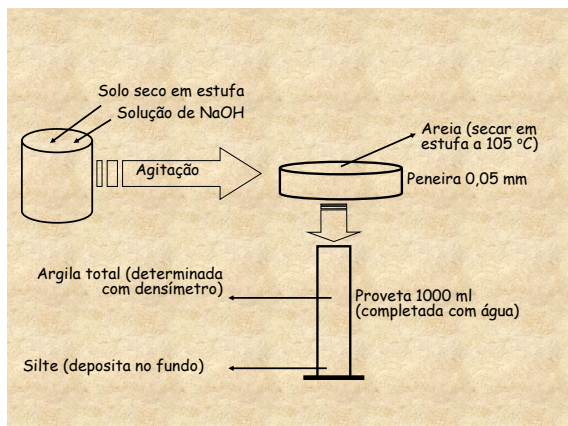 Solo seco em estufa
Solução de NaOH
Agitação
Areia (secar em
estufa a 105 ºC)
Peneira 0,05 mm
Argila total (determinada
com densímetro)
Proveta 1000 ml
(completada com água)
Silte (deposita no fundo)